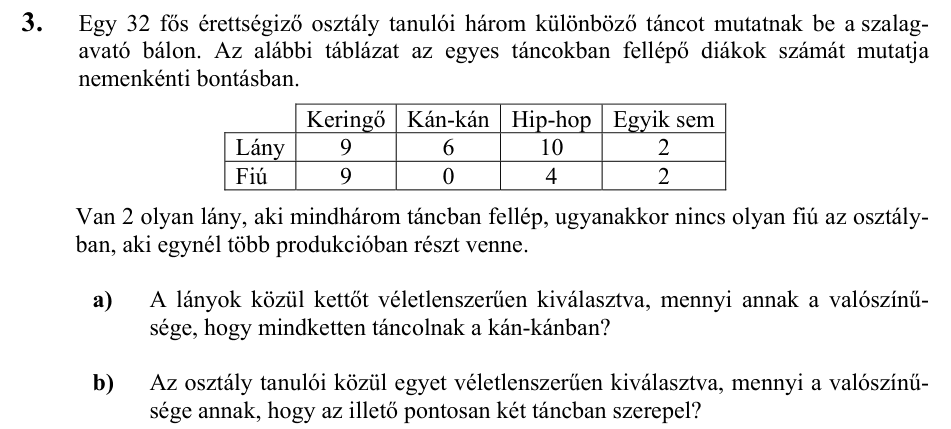 3. Egy 32 fős érettségiző osztály tanulói három különböző táncot mutatnak be a szalag-
avató bálon. Az alábbi táblázat az egyes táncokban fellépő diákok számát mutatja
nemenkénti bontásban.
Keringő Kán-kán Hip-hop Egyik sem
Lány 9 6 10 2
Fiú 9 0 4 2
Van 2 olyan lány, aki mindhárom táncban fellép, ugyanakkor nincs olyan fiú az osztály-
ban, aki egynél több produkcióban részt venne.
a) A lányok közül kettőt véletlenszerűen kiválasztva, mennyi annak a valószínű-
sége, hogy mindketten táncolnak a kán-kánban?
b) Az osztály tanulói közül egyet véletlenszerűen kiválasztva, mennyi a valószínű-
sége annak, hogy az illető pontosan két táncban szerepel?